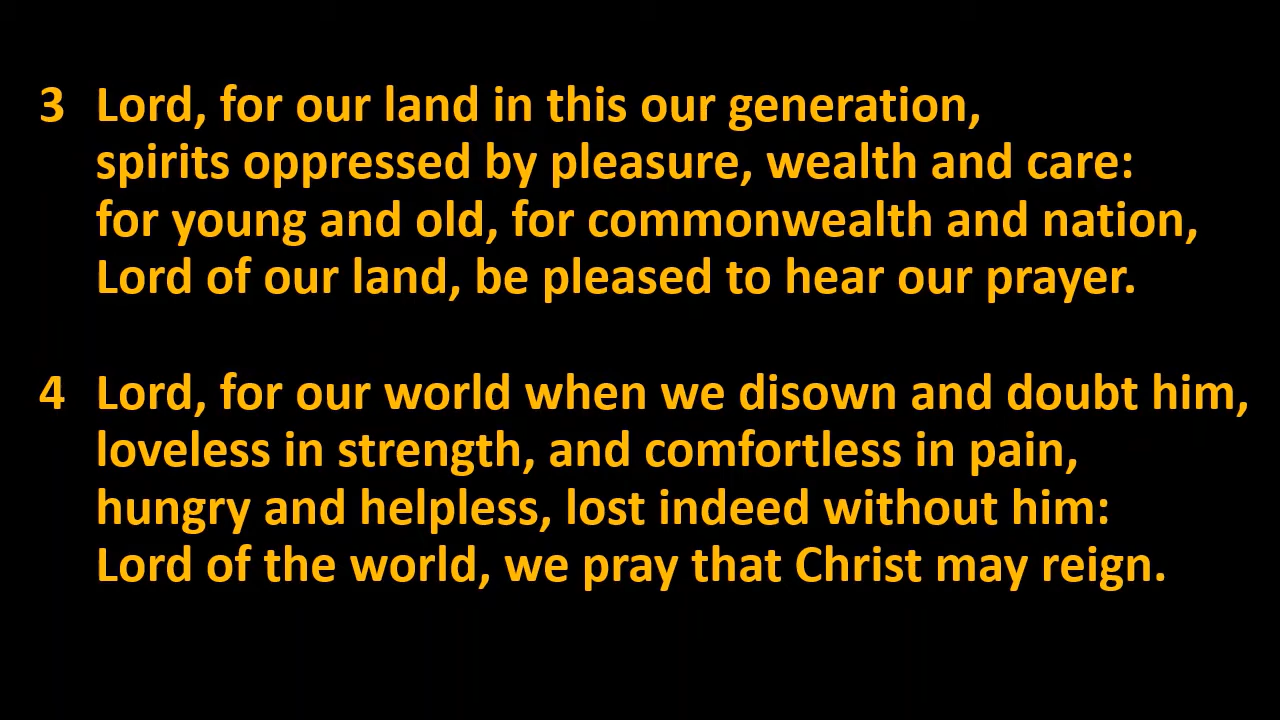 3 Lord, for our land in this our generation,
spirits oppressed by pleasure, wealth and care:
for young and old, for commonwealth and nation,
Lord of our land, be pleased to hear our prayer.
4 Lord, for our world when we disown and doubt him,
loveless in strength, and comfortless in pain,
hungry and helpless, lost indeed without him:
Lord of the world, we pray that Christ may reign.